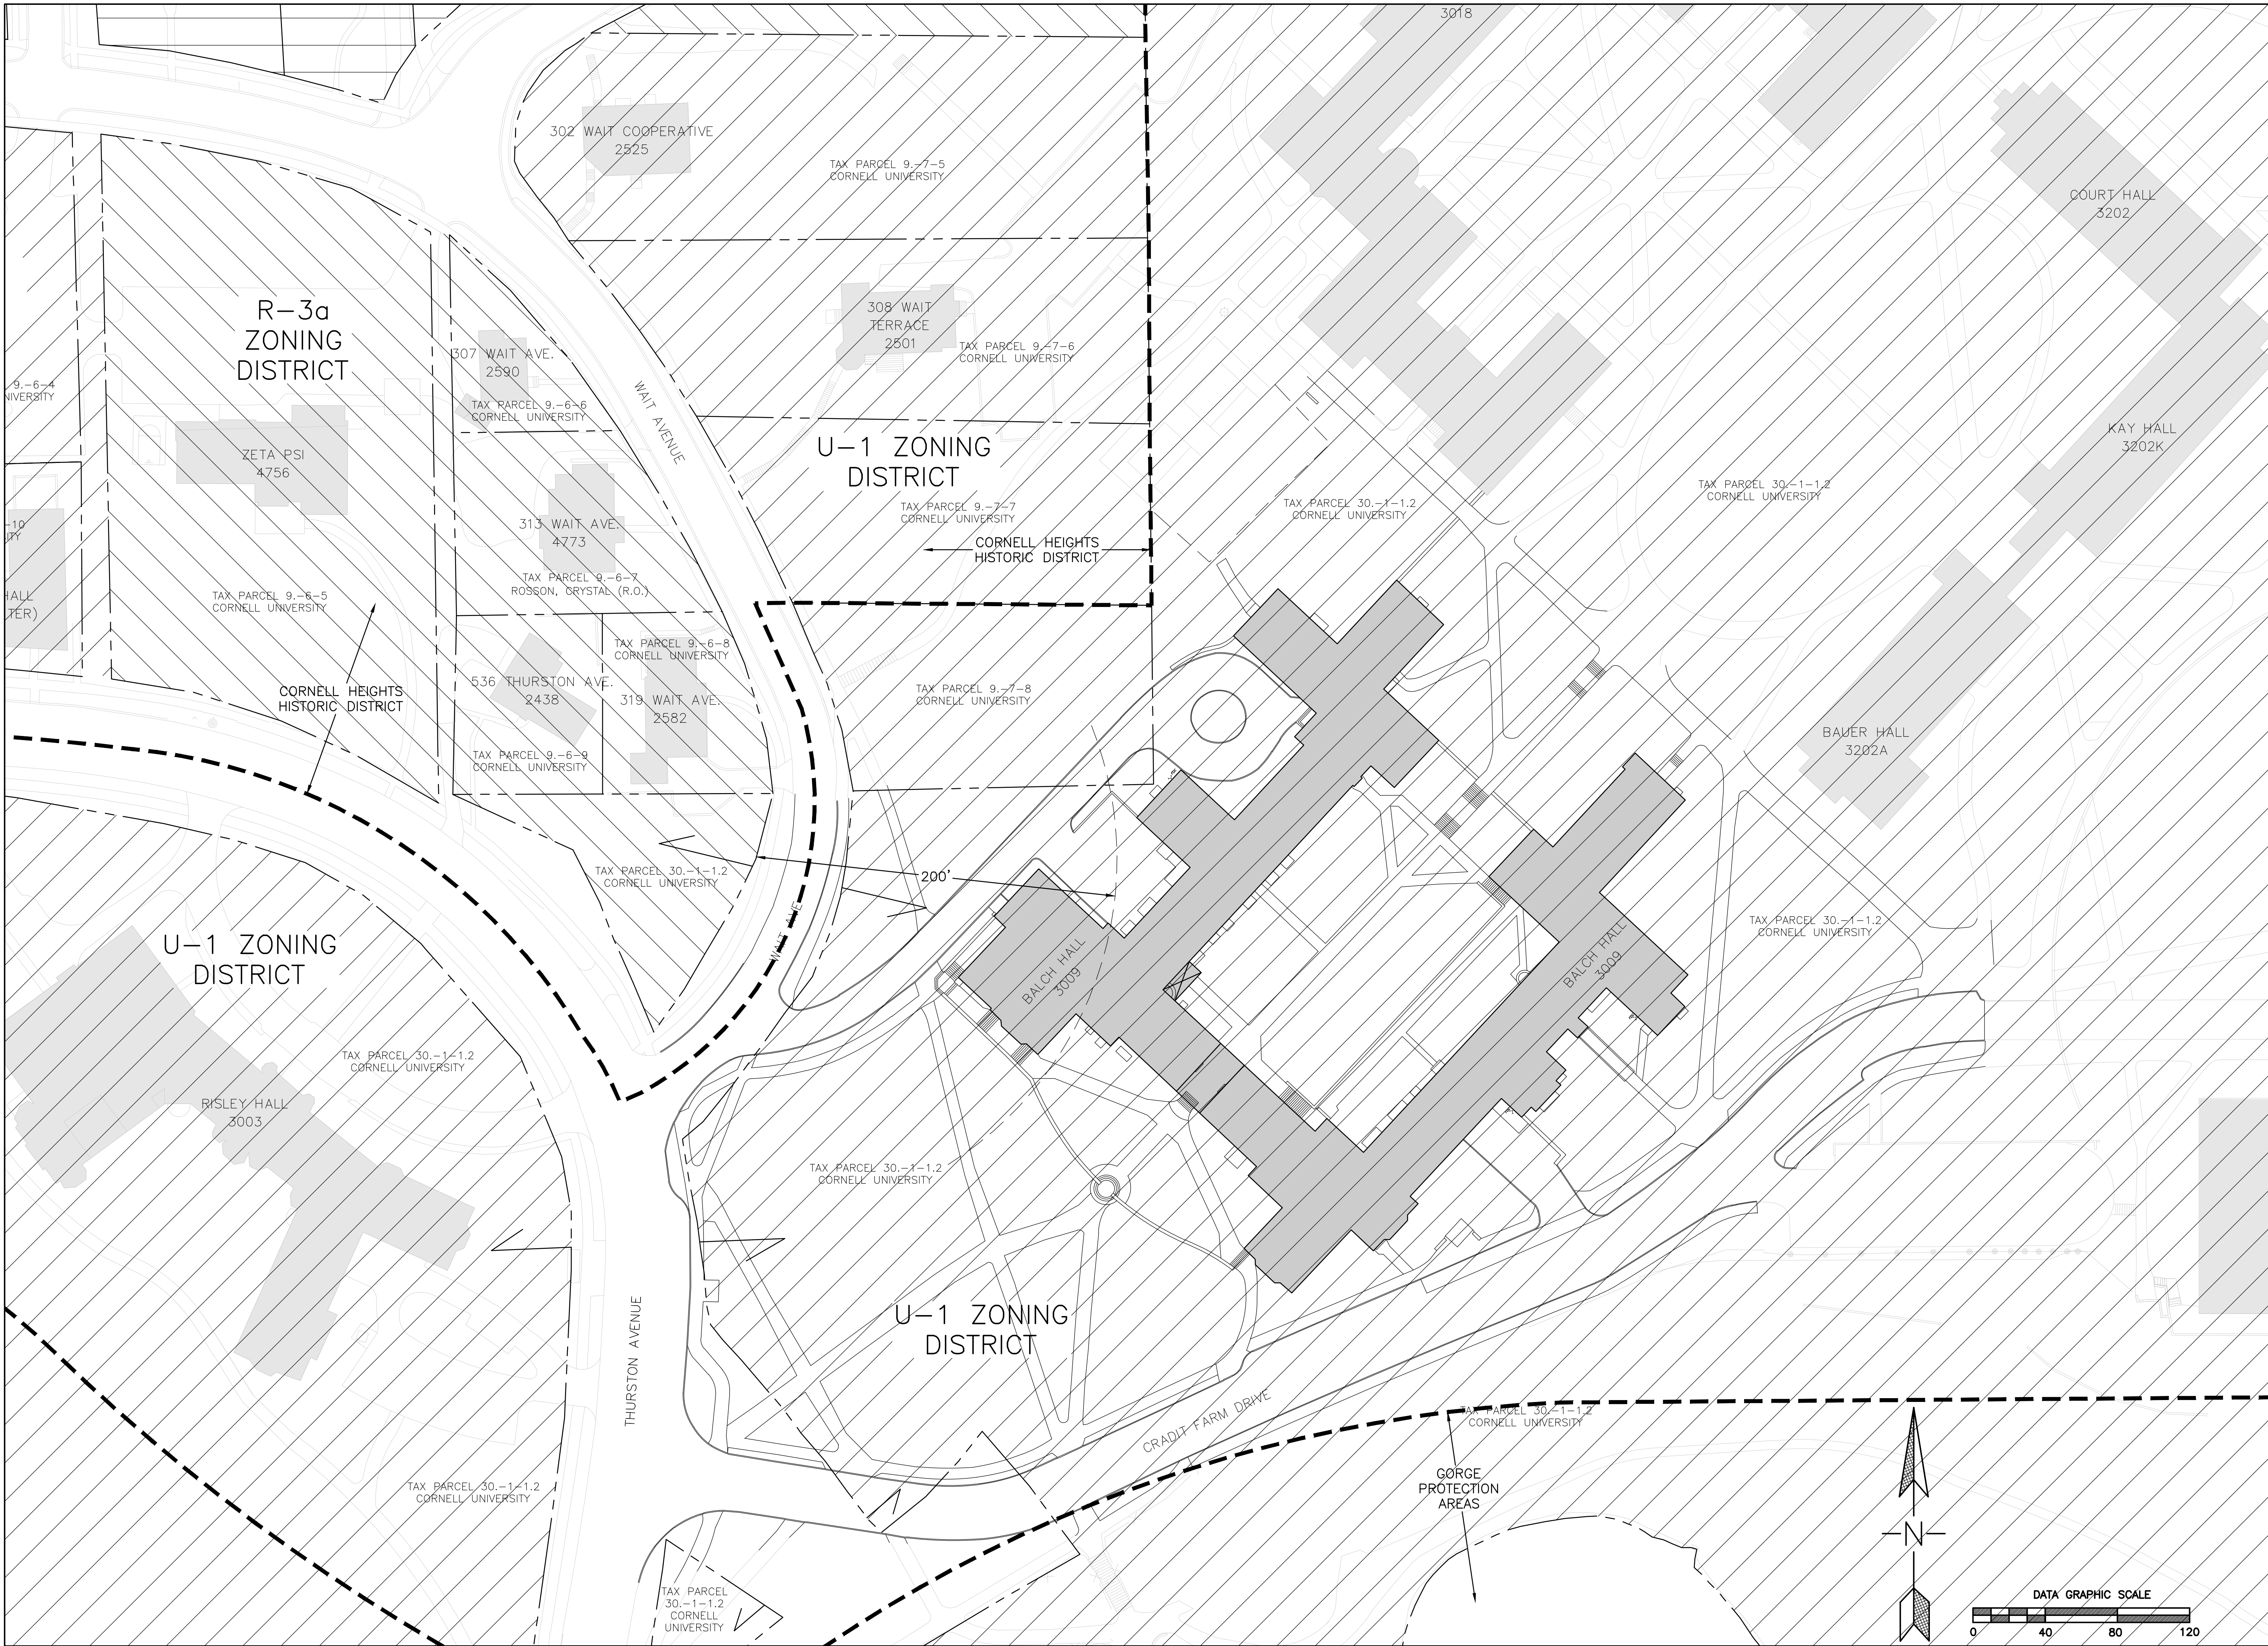 3018
302 WAIT COOPERATIVE
2525
TAX PARCEL 9.-7-5
CORNELL UNIVERSITY
COURT HALL
3202
R-3a
ZONING
DISTRICT
308 WAIT
TERRACE
2501
TAX PARCEL 9.-7-6
CORNELL UNIVERSITY
307 WAIT AVE.
2590
TAX PARCEL 9.-6-6
CORNELL UNIVERSITY
9.-6-4
NIVERSITY
WAIT AVENUE
ZETA PSI
4756
U-1 ZONING
DISTRICT
KAY HALL
3202K
TAX PARCEL 30.-1-1.2
CORNELL UNIVERSITY
TAX PARCEL 30.-1-1.2
CORNELL UNIVERSITY
TAX PARCEL 9.-7-7
CORNELL UNIVERSITY
CORNELL HEIGHTS
HISTORIC DISTRICT
-10
ITY
313 WAIT AVE.
4773
TAX PARCEL 9.-6-7
ROSSON, CRYSTAL (R.O.)
HALL
TER)
TAX PARCEL 9.-6-5
CORNELL UNIVERSITY
TAX PARCEL 9.-6-8
CORNELL UNIVERSITY
536 THURSTON AVE.
2438
319 WAIT AVE.
2582
CORNELL HEIGHTS
HISTORIC DISTRICT
TAX PARCEL 9.-7-8
CORNELL UNIVERSITY
TAX PARCEL 9.-6-9
CORNELL UNIVERSITY
BAUER HALL
3202A
TAX PARCEL 30.-1-1.2
CORNELL UNIVERSITY
200'
WAIT AVE
TAX PARCEL 30.-1-1.2
CORNELL UNIVERSITY
U-1 ZONING
DISTRICT
BALCH HALL
3009
BALCH HALL
3009
TAX PARCEL 30.-1-1.2
CORNELL UNIVERSITY
RISLEY HALL
3003
TAX PARCEL 30.-1-1.2
CORNELL UNIVERSITY
U-1 ZONING
DISTRICT
THURSTON AVENUE
CRADIT FARM DRIVE
TAX PARCEL 30.-1-1.2
CORNELL UNIVERSITY
TAX PARCEL 30.-1-1.2
CORNELL UNIVERSITY
GORGE
PROTECTION
AREAS
N
TAX PARCEL
30.-1-1.2
CORNELL
UNIVERSITY
DATA GRAPHIC SCALE
0 40 80 120